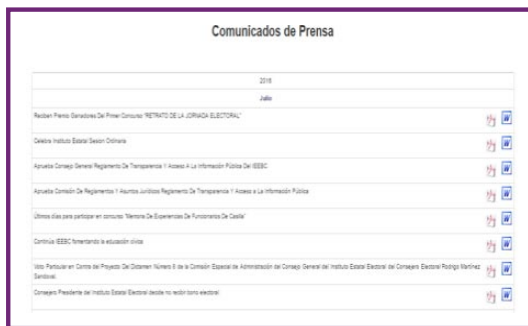 Comunicados de Prensa
2016
Julio
Reciben Premio Ganadores Del Primer Concurso "RETRATO DE LA JORNADA ELECTORAL"
Celebra Instituto Estatal Sesion Ordinaria
Aprueba Consejo General Reglamento De Transparencia Y Acceso A La Información Pública Del IEEBC
Aprueba Comisión De Reglamentos Y Asuntos Jurídicos Reglamento De Transparencia Y Acceso a La Información Pública
Últimos días para participar en concurso "Memoria De Experiencias De Funcionarios De Casilla"
Continúa IEEBC fomentando la educación cívica
Voto Particular en Contra del Proyecto Del Dictamen Número 6 de la Comisión Especial de Administración del Consejo General del Instituto Estatal Electoral del Consejero Electoral Rodrigo Martínez
Sandoval.
Consejero Presidente del Instituto Estatal Electoral decide no recibir bono electoral